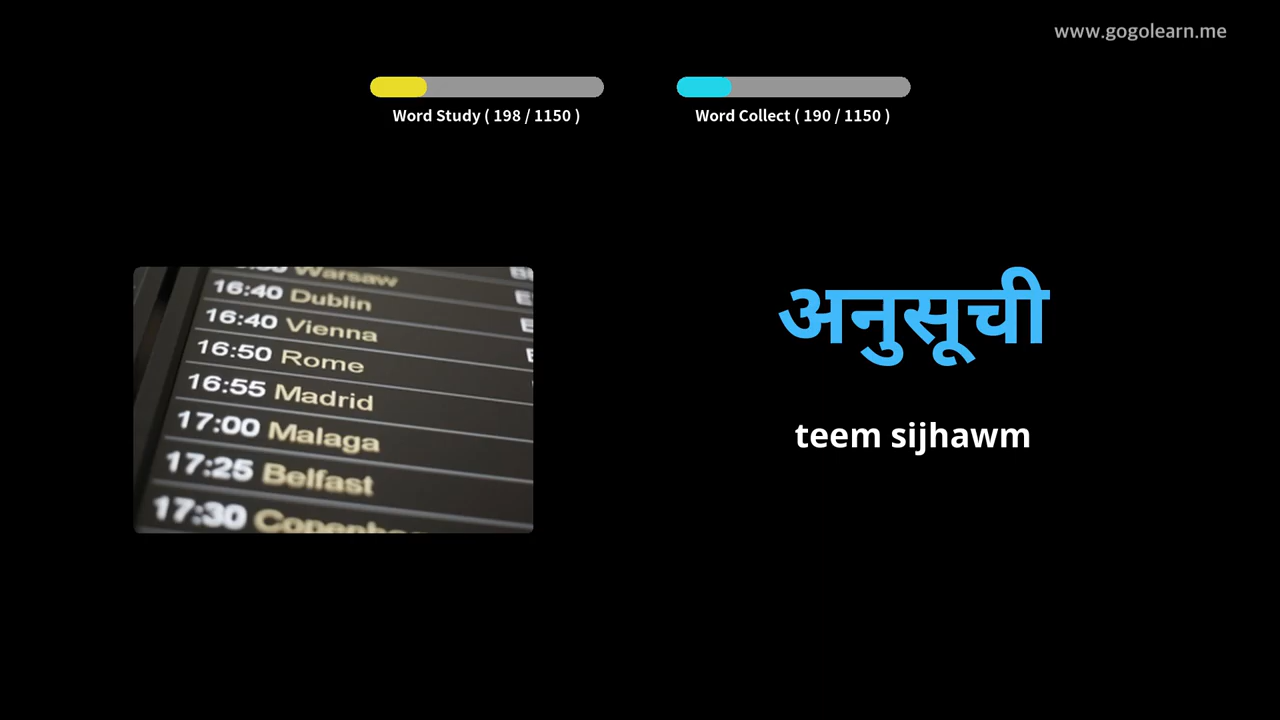 www.gogolearn.me
Word Study ( 198 / 1150 )
Word Collect ( 190 / 1150 )
Warsaw
16:40 Dublin
16:40 Vienna
16:50 Rome
16:55 Madrid
17:00 Malaga
17:25 Belfast
17:30
अनुसूची
teem sijhawm